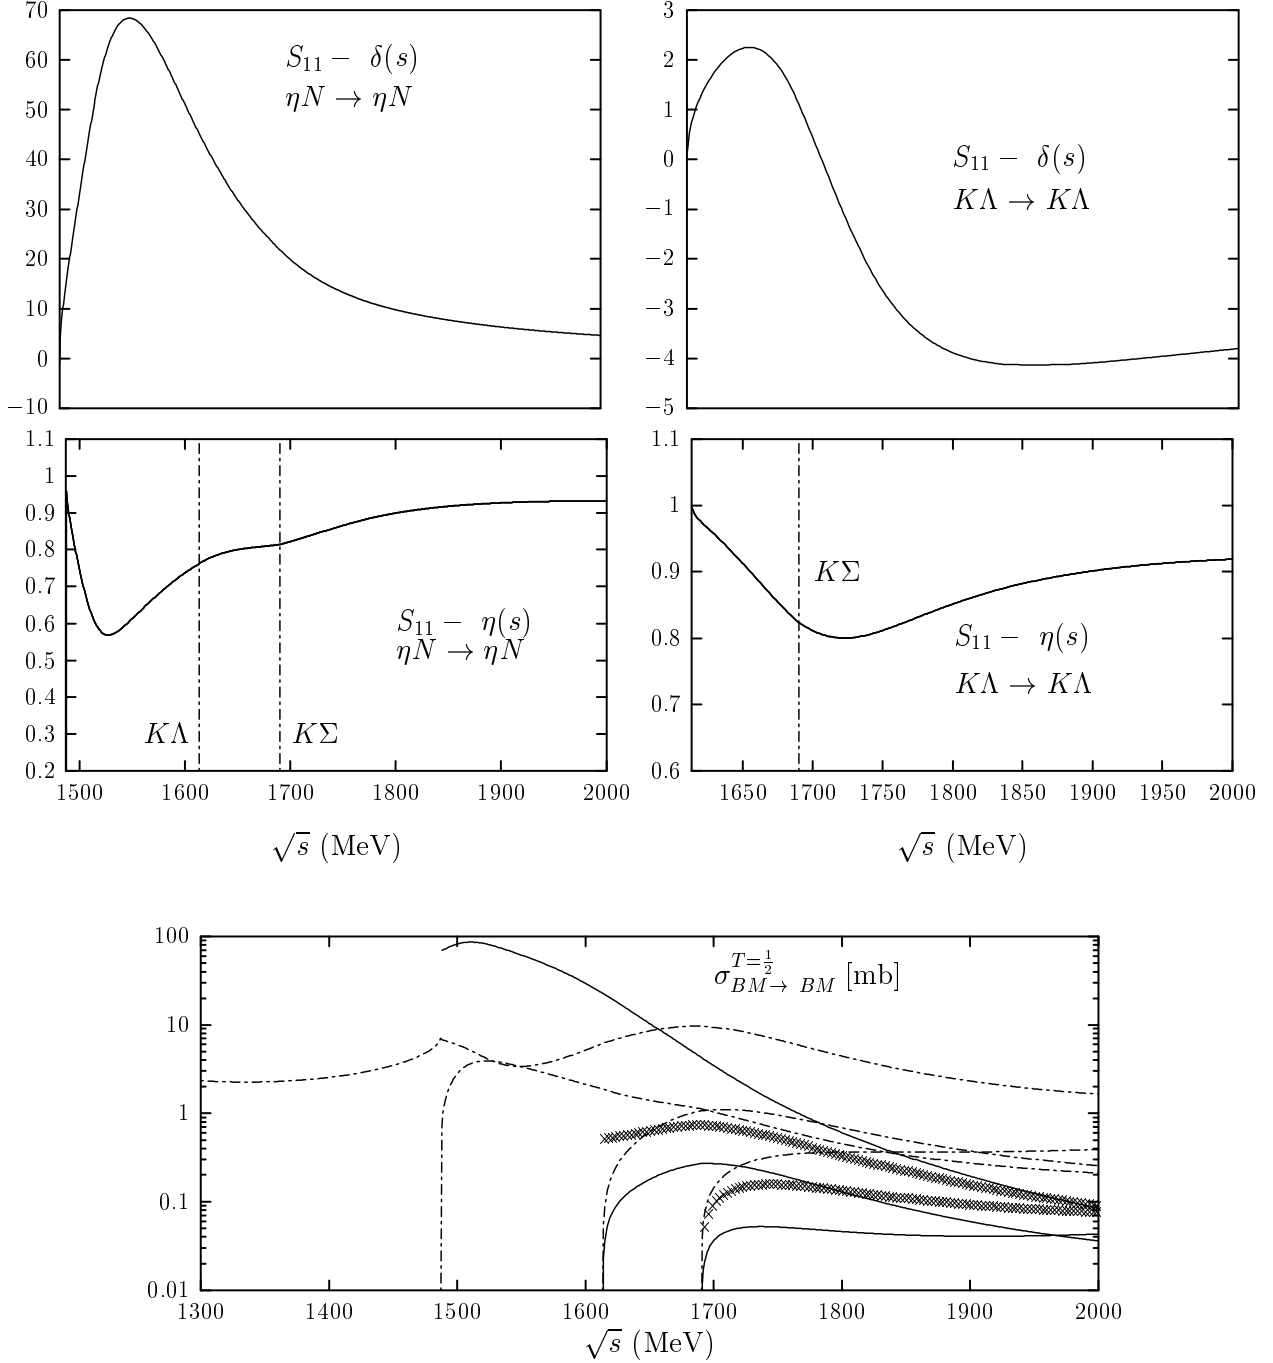 70
60
50
40
30
20
10
0
−10
S₁₁ − δ(s)
ηN → ηN
3
2
1
0
−1
−2
−3
−4
−5
S₁₁ − δ(s)
KΛ → KΛ
1.1
1
0.9
0.8
0.7
0.6
0.5
0.4
0.3
0.2
S₁₁ − η(s)
ηN → ηN
KΛ
KΣ
1500 1600 1700 1800 1900 2000
√s (MeV)
1.1
1
0.9
0.8
0.7
0.6
KΣ
S₁₁ − η(s)
KΛ → KΛ
1650 1700 1750 1800 1850 1900 1950 2000
√s (MeV)
100
10
1
0.1
0.01
σ^{T=½}_{BM→ BM} [mb]
1300 1400 1500 1600 1700 1800 1900 2000
√s (MeV)